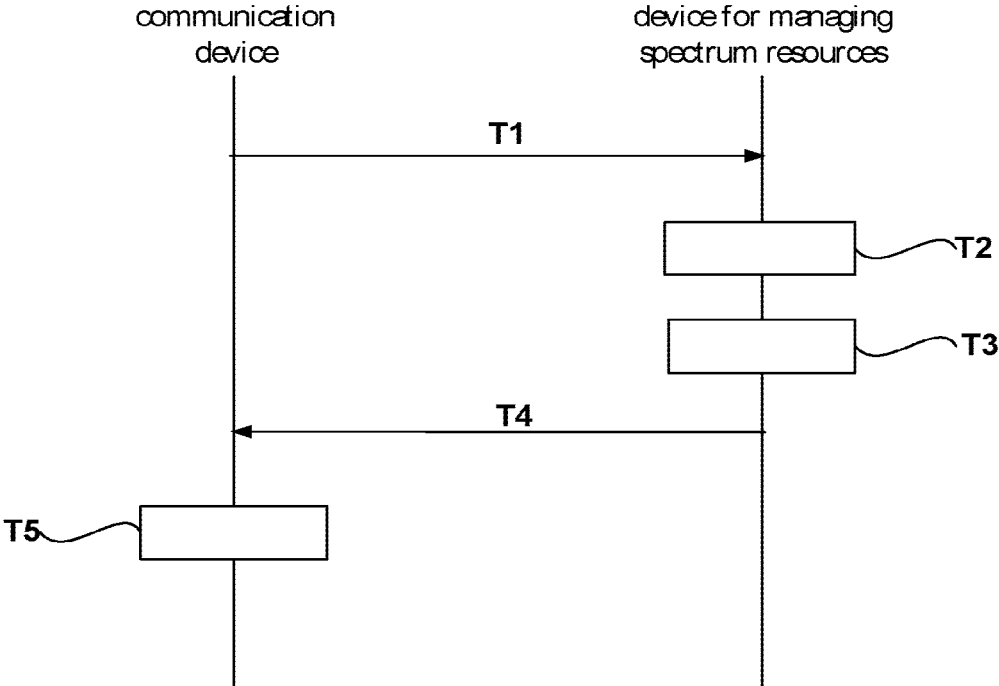 communication
device
device for managing
spectrum resources
T1
T2
T3
T4
T5